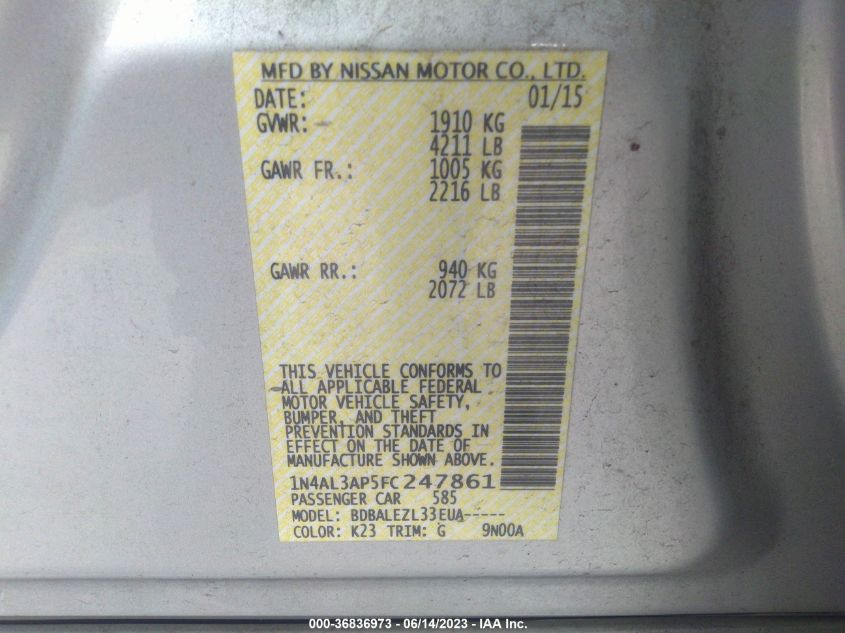 MFD BY NISSAN MOTOR CO., LTD.
DATE: 01/15
GVWR: 1910 KG
4211 LB
GAWR FR.: 1005 KG
2216 LB
GAWR RR.: 940 KG
2072 LB
THIS VEHICLE CONFORMS TO
ALL APPLICABLE FEDERAL
MOTOR VEHICLE SAFETY,
BUMPER, AND THEFT
PREVENTION STANDARDS IN
EFFECT ON THE DATE OF
MANUFACTURE SHOWN ABOVE.
1N4AL3AP5FC247861
PASSENGER CAR 585
MODEL: BDBALEZL33EUA-----
COLOR: K23 TRIM: G 9N00A
000-36836973 - 06/14/2023 - IAA Inc.